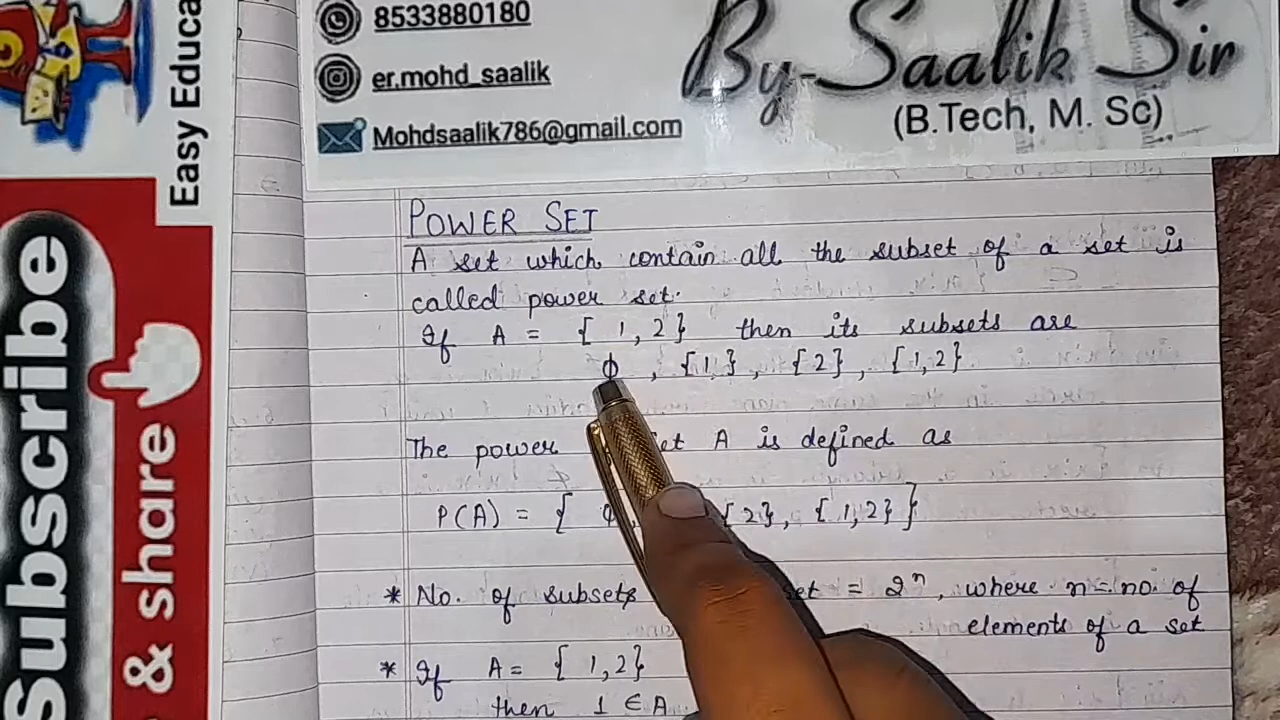 8533880180
er.mohd_saalik
Mohdsaalik786@gmail.com
By-Saalik Sir
(B.Tech, M. Sc)
Easy Educa
Subscribe
& share
POWER SET
A set which contain all the subset of a set is
called power set.
If A = { 1, 2 } then its subsets are
ϕ , { 1 } , { 2 } , { 1, 2 }
The power set A is defined as
P(A) = { ϕ, { 2 } , { 1, 2 } }
* No. of subsets set = 2ⁿ, where n = no. of
elements of a set
* If A = { 1, 2 }
then 1 ∈ A